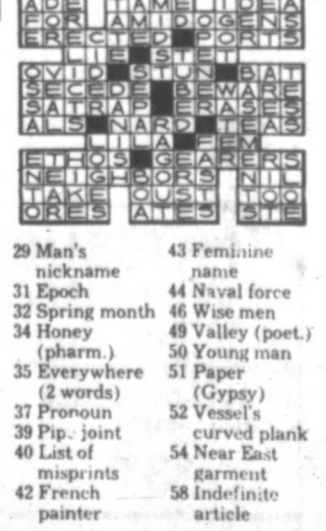 ADE TAME IDEA
FOR AMIDOGENS
ERECTED PORTS
LIE STET
OVID STUN BAT
SECEDE BEWARE
SATRAP ERASES
ALS NARD TEAS
LILA FEM
ETHOS GEARERS
NEIGHBORS NIL
TAKE OUST TOO
ORES ATES STE
29 Man's
nickname
31 Epoch
32 Spring month
34 Honey
(pharm.)
35 Everywhere
(2 words)
37 Pronoun
39 Pip. joint
40 List of
misprints
42 French
painter
43 Feminine
name
44 Naval force
46 Wise men
49 Valley (poet.)
50 Young man
51 Paper
(Gypsy)
52 Vessel's
curved plank
54 Near East
garment
58 Indefinite
article